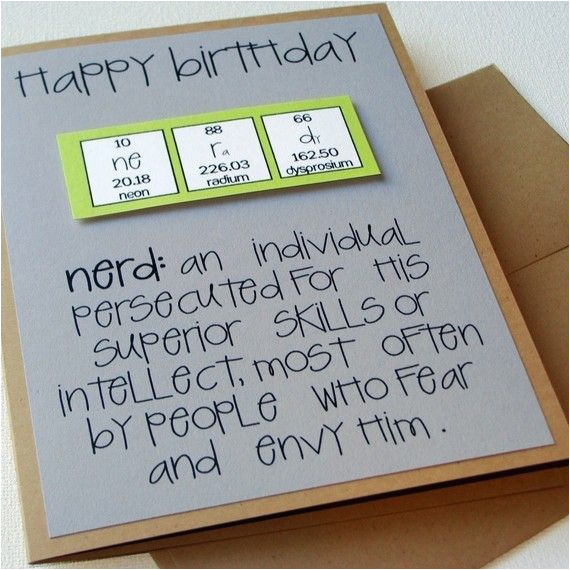 Happy Birthday
10 88 66
ne ra dr
20.18 226.03 162.50
neon radium dysprosium
nerd: an individual
persecuted for his
superior skills or
intellect, most often
by people who fear
and envy him.